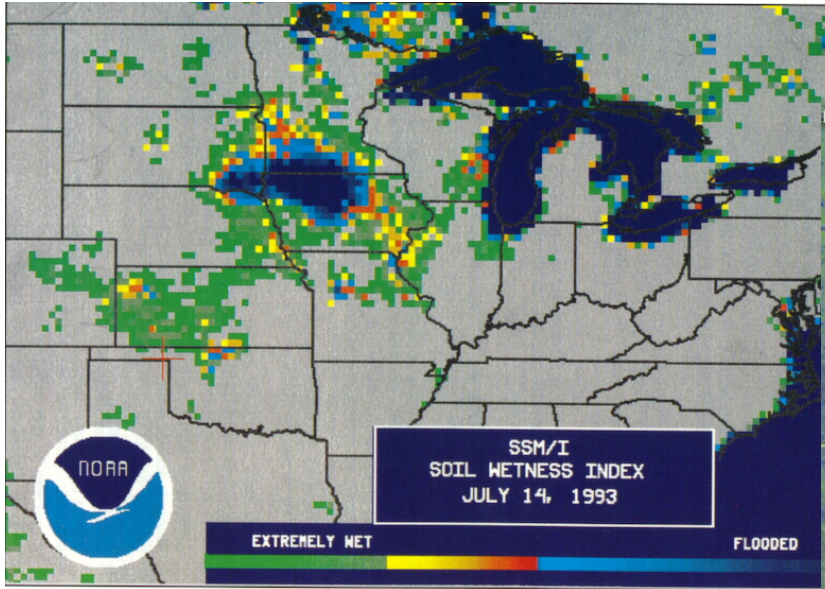 SSM/I
SOIL WETNESS INDEX
JULY 14, 1993
NOAA
EXTREMELY WET
FLOODED